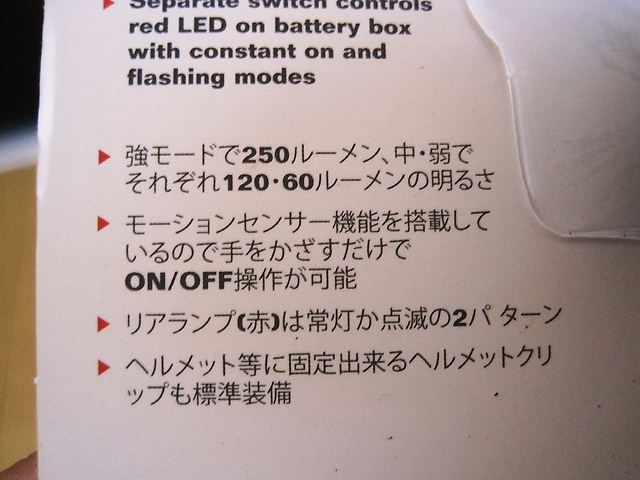 Separate switch controls
red LED on battery box
with constant on and
flashing modes
強モードで250ルーメン、中・弱で
それぞれ120・60ルーメンの明るさ
モーションセンサー機能を搭載して
いるので手をかざすだけで
ON/OFF操作が可能
リアランプ(赤)は常灯か点滅の2パ ターン
ヘルメット等に固定出来るヘルメットクリ
ップも標準装備